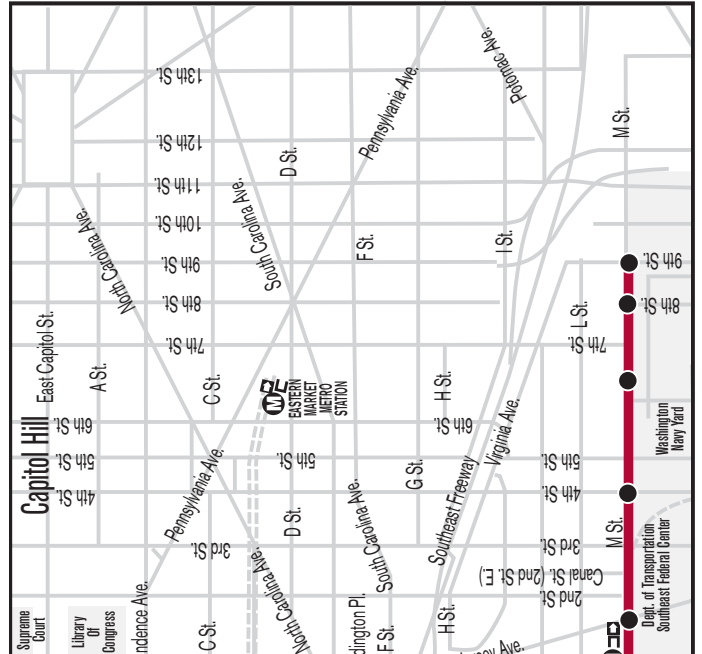 13th St.
12th St.
11th St.
10th St.
9th St.
8th St.
7th St.
Potomac Ave.
Pennsylvania Ave.
M St.
D St.
South Carolina Ave.
North Carolina Ave.
F St.
I St.
9th St.
8th St.
L St.
7th St.
East Capitol St.
A St.
C St.
M
EASTERN
MARKET
METRO
STATION
H St.
6th St.
6th St.
Capitol Hill
5th St.
5th St.
5th St.
4th St.
4th St.
Pennsylvania Ave.
G St.
Virginia Ave.
Southeast Freeway
Washington
Navy Yard
D St.
South Carolina Ave.
3rd St.
3rd St.
M St.
Canal St. (2nd St. E.)
2nd St.
Dept. of Transportation
Southeast Federal Center
Supreme
Court
Library
Of
Congress
C St.
North Carolina Ave.
F St.
H St.
Ave.